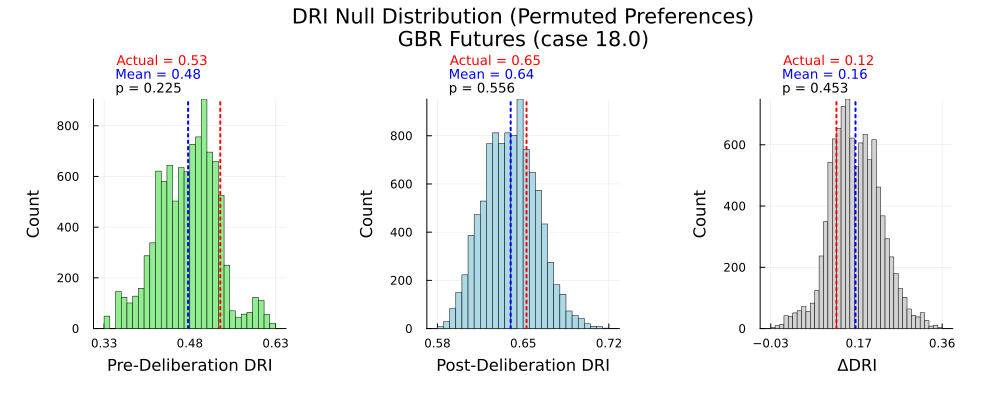 DRI Null Distribution (Permuted Preferences)
GBR Futures (case 18.0)
Actual = 0.53
Mean = 0.48
p = 0.225
Count
800
600
400
200
0
0.33 0.48 0.63
Pre-Deliberation DRI
Actual = 0.65
Mean = 0.64
p = 0.556
Count
800
600
400
200
0
0.58 0.65 0.72
Post-Deliberation DRI
Actual = 0.12
Mean = 0.16
p = 0.453
Count
600
400
200
0
−0.03 0.17 0.36
ΔDRI